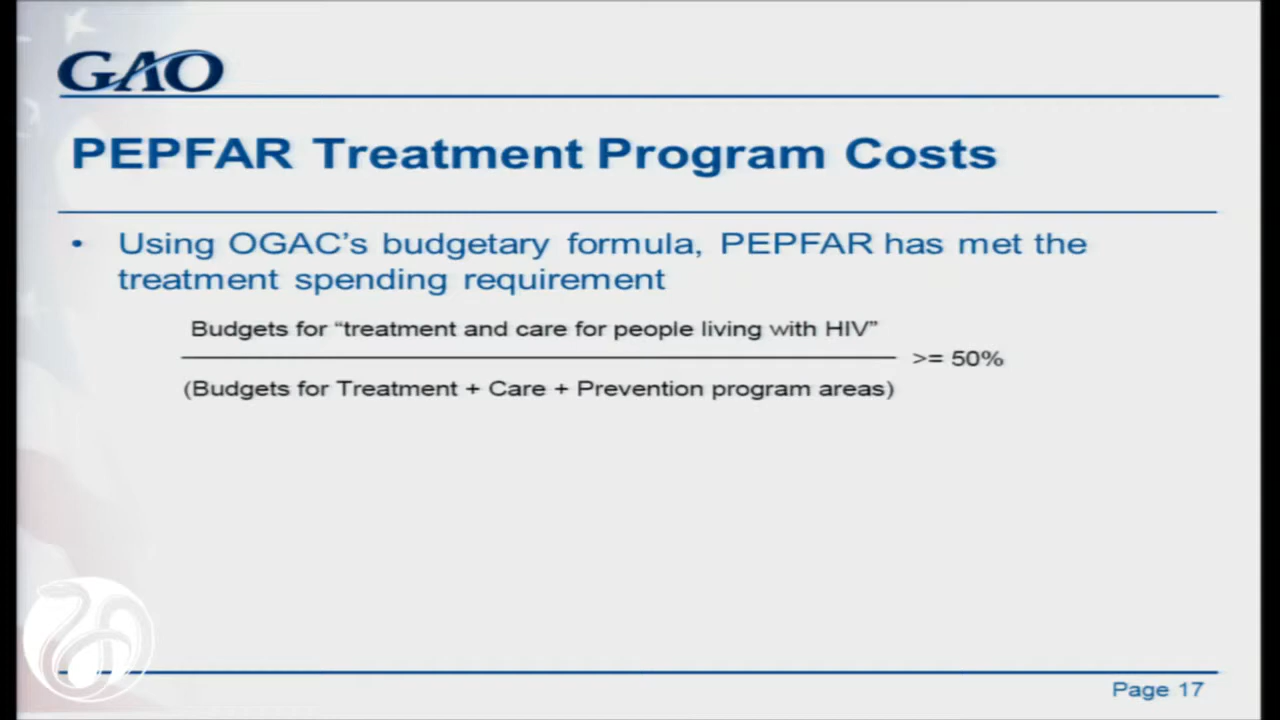 GAO
PEPFAR Treatment Program Costs
• Using OGAC's budgetary formula, PEPFAR has met the
treatment spending requirement
Budgets for “treatment and care for people living with HIV”
>= 50%
(Budgets for Treatment + Care + Prevention program areas)
Page 17